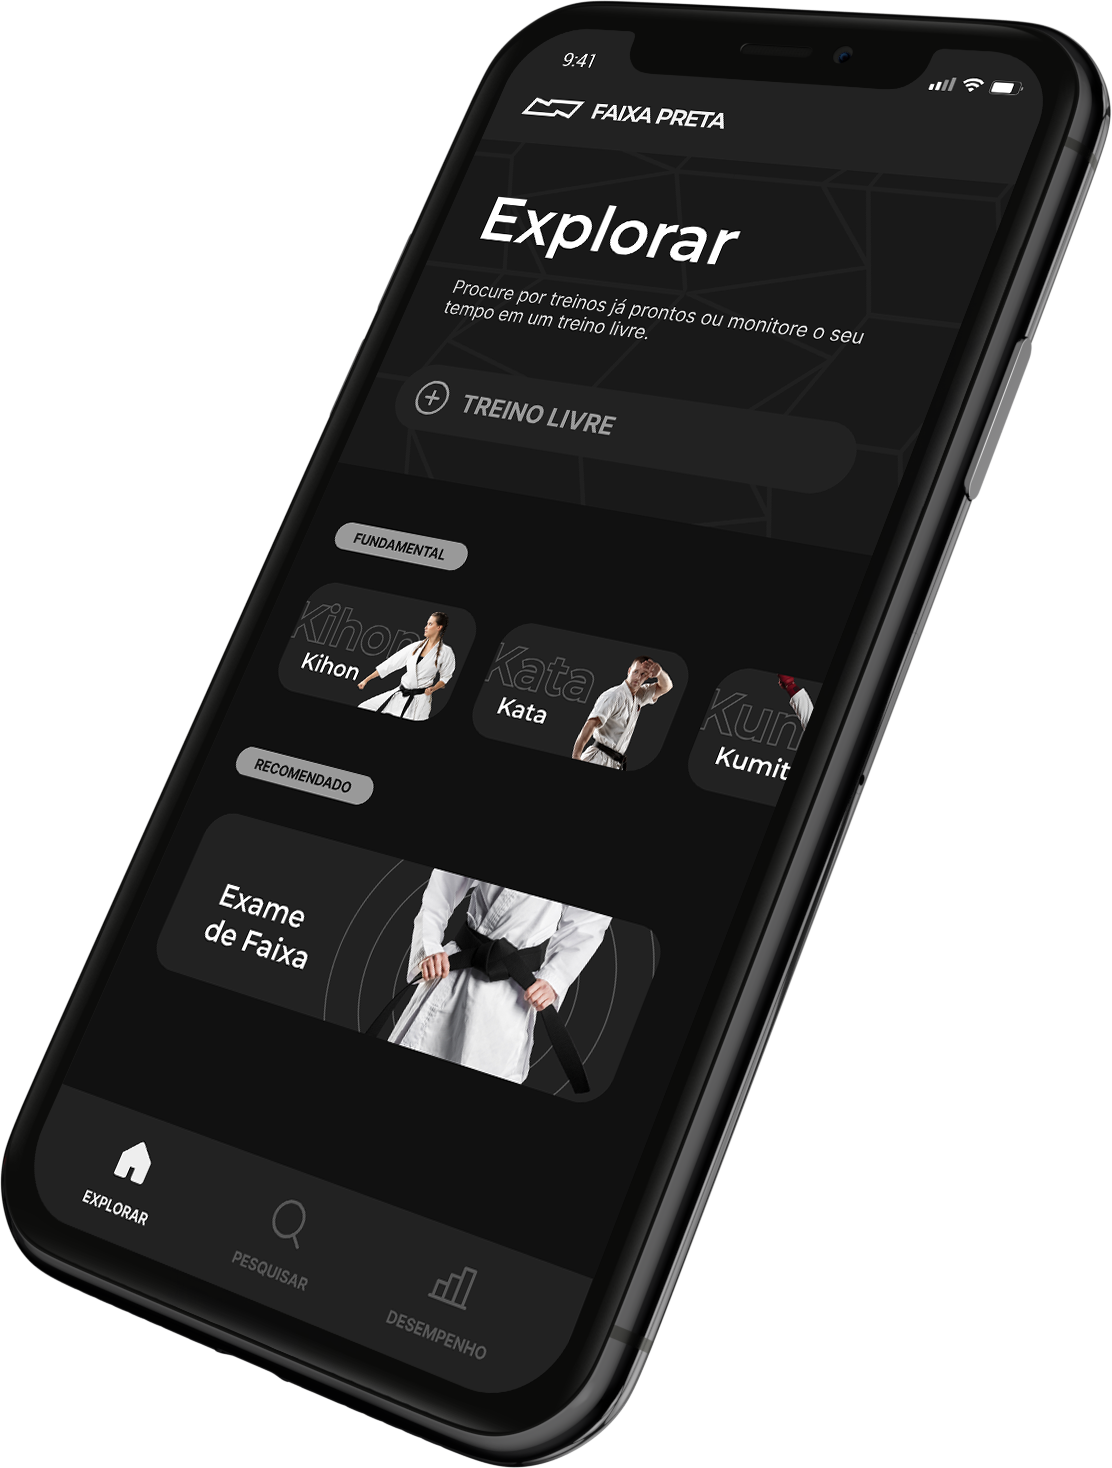 9:41
FAIXA PRETA
Explorar
Procure por treinos já prontos ou monitore o seu
tempo em um treino livre.
TREINO LIVRE
FUNDAMENTAL
Kihon
Kihon
Kata
Kata
Kun
Kumit
RECOMENDADO
Exame
de Faixa
EXPLORAR
PESQUISAR
DESEMPENHO